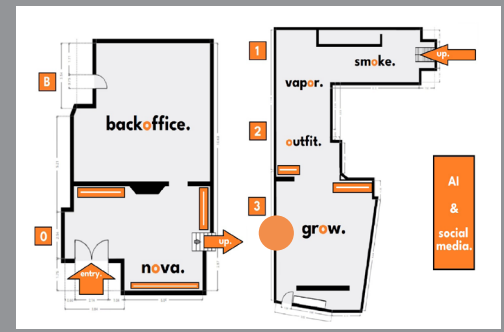 B
backoffice.
0
nova.
entry.
up.
1
smoke.
up.
vapor.
2
outfit.
3
grow.
AI
&
social
media.